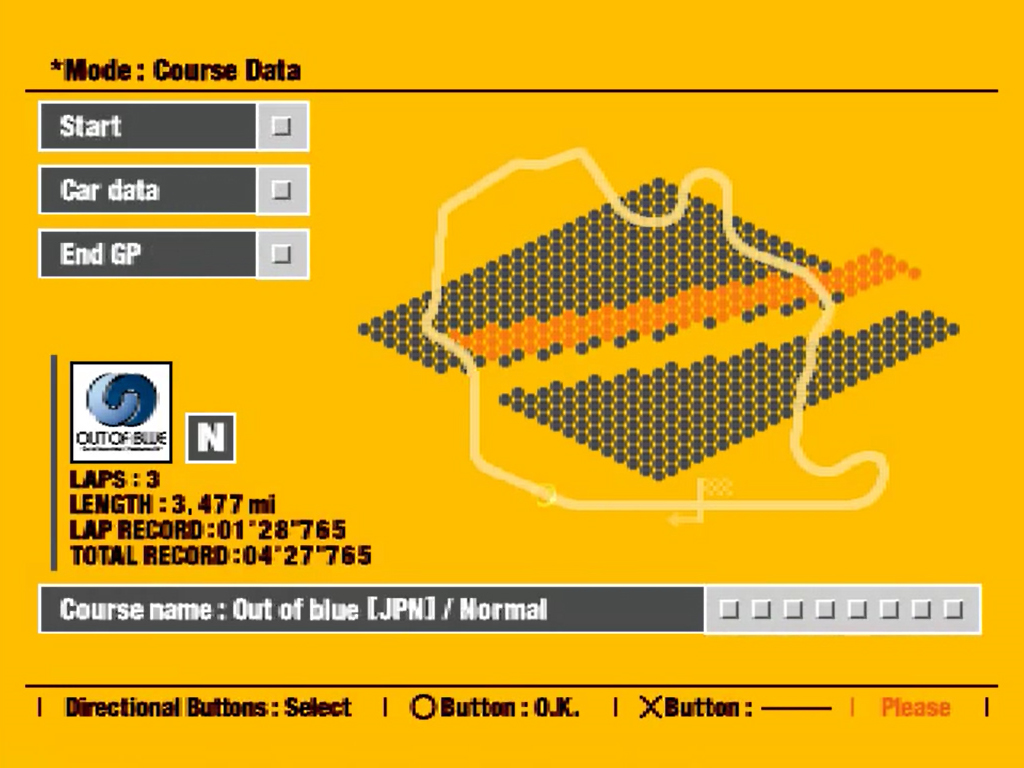 *Mode : Course Data
Start
Car data
End GP
OUT OF BLUE
N
LAPS : 3
LENGTH : 3,477 mi
LAP RECORD : 01'28"765
TOTAL RECORD : 04'27"765
Course name : Out of blue [JPN] / Normal
Directional Buttons : Select
Button : O.K.
Button :
Please